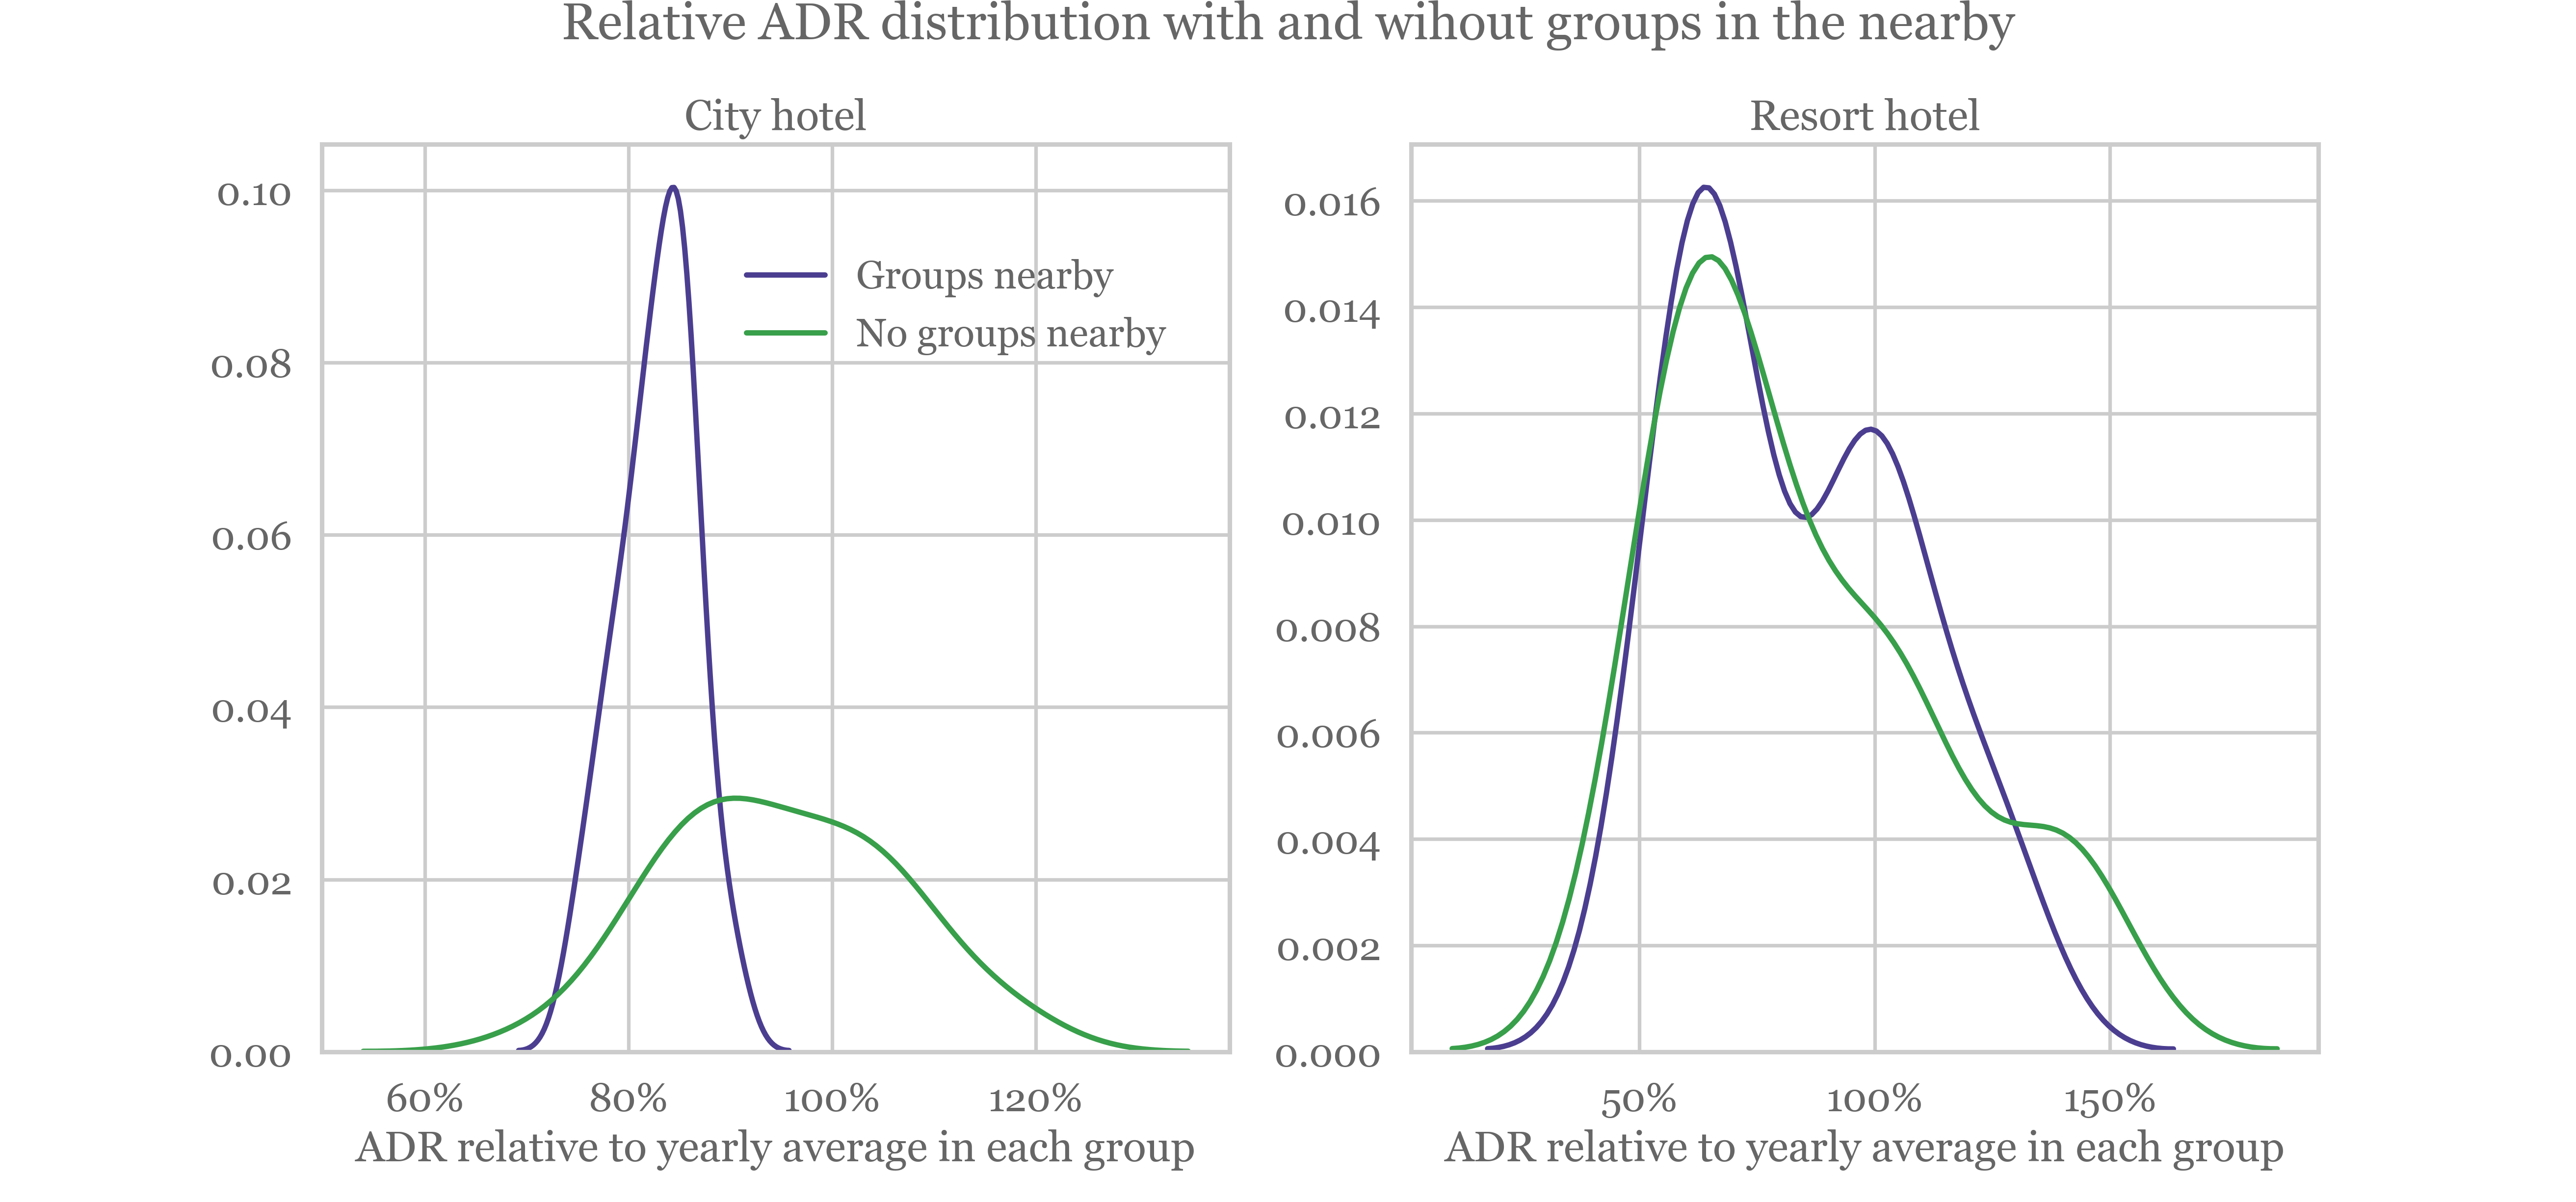 Relative ADR distribution with and wihout groups in the nearby
City hotel
0.10
0.08
0.06
0.04
0.02
0.00
Groups nearby
No groups nearby
60% 80% 100% 120%
ADR relative to yearly average in each group
Resort hotel
0.016
0.014
0.012
0.010
0.008
0.006
0.004
0.002
0.000
50% 100% 150%
ADR relative to yearly average in each group